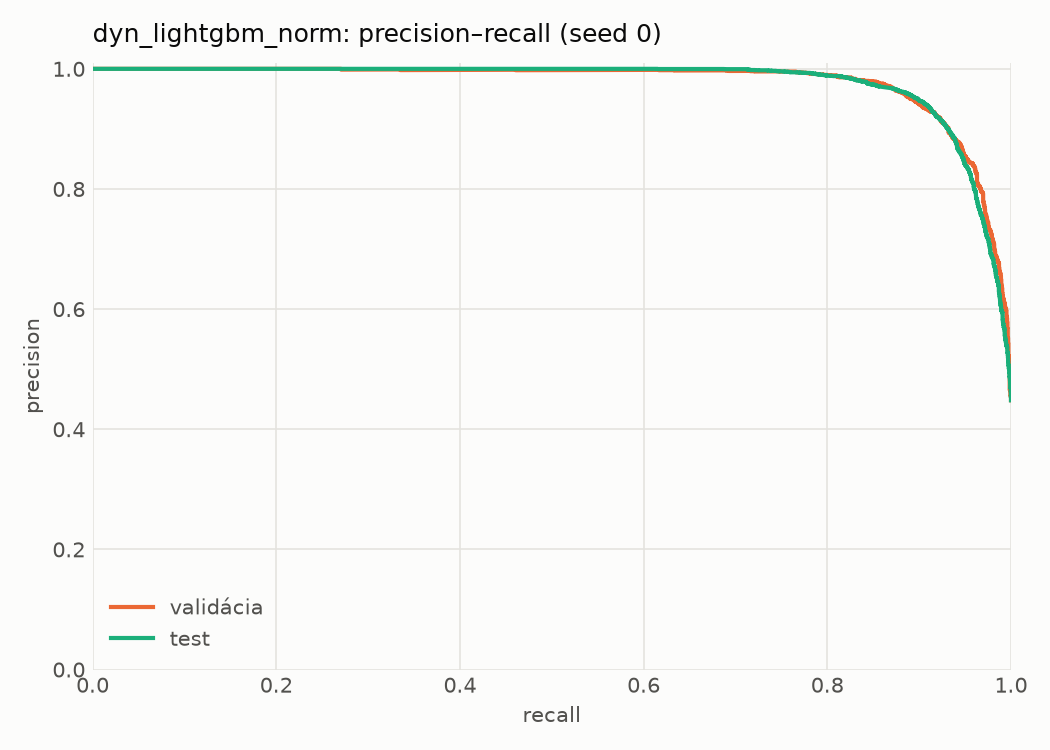 dyn_lightgbm_norm: precision–recall (seed 0)
1.0
0.8
0.6
0.4
0.2
0.0
precision
validácia
test
0.0 0.2 0.4 0.6 0.8 1.0
recall